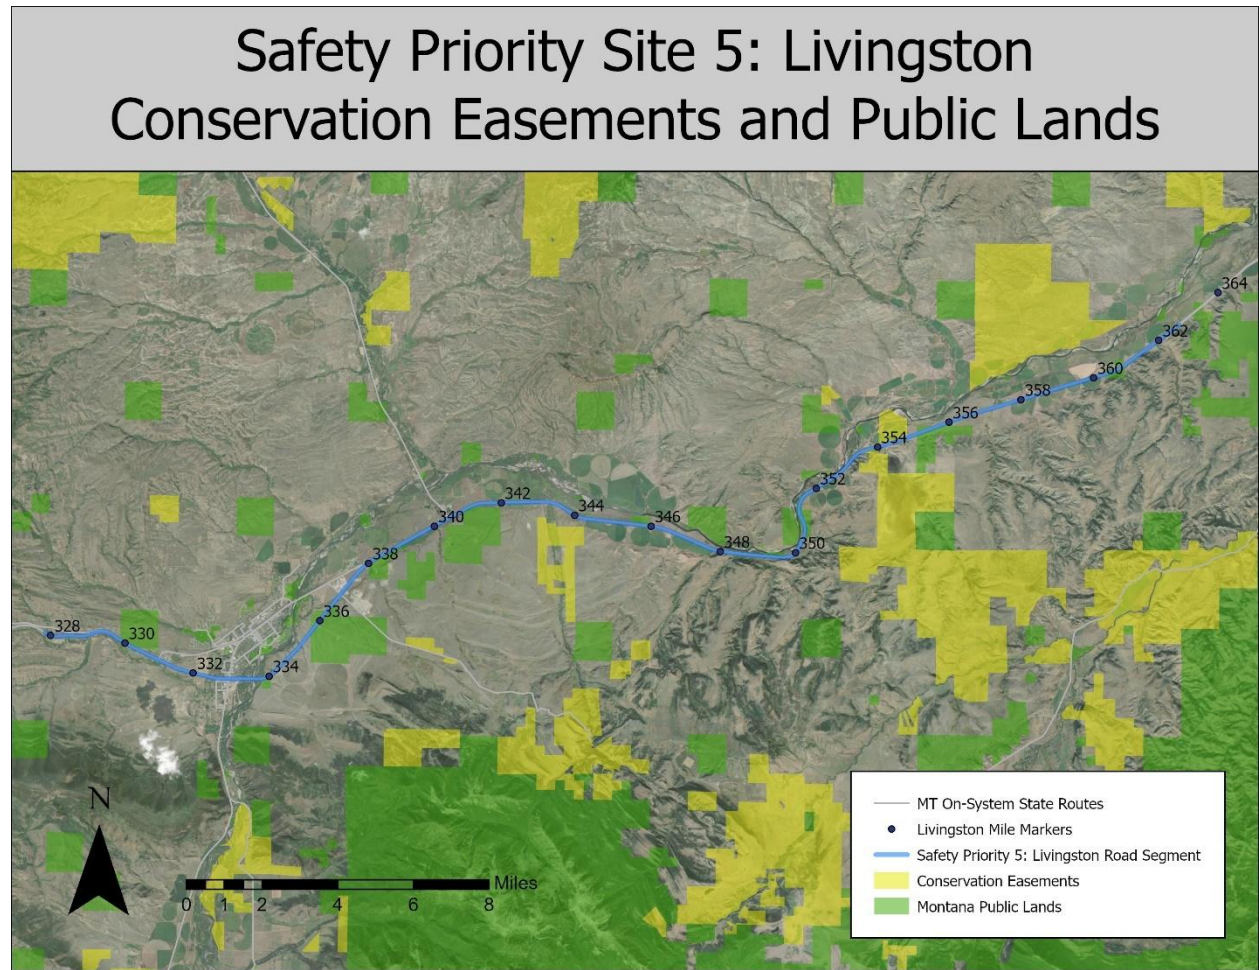 Safety Priority Site 5: Livingston
Conservation Easements and Public Lands
364
362
360
358
356
354
352
342
344
340
346
348
350
338
336
328
330
332
334
N
Miles
0 1 2 4 6 8
MT On-System State Routes
Livingston Mile Markers
Safety Priority 5: Livingston Road Segment
Conservation Easements
Montana Public Lands